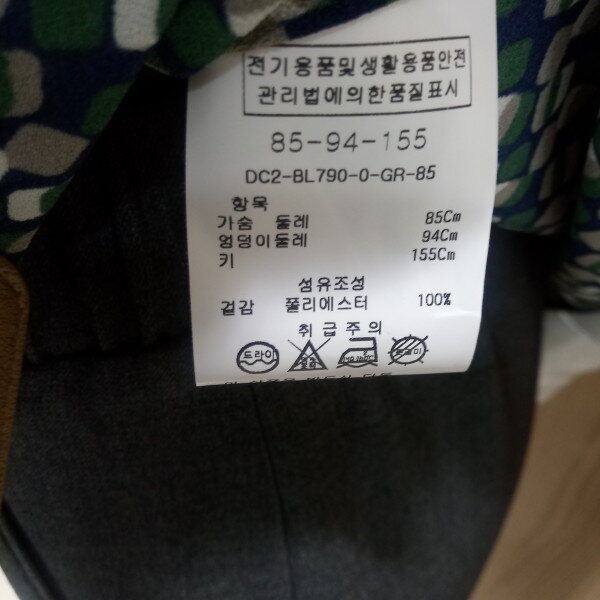 전기용품및생활용품안전
관리법에의한품질표시
85-94-155
DC2-BL790-0-GR-85
항목
가슴 둘레 85Cm
엉덩이둘레 94Cm
키 155Cm
섬유조성
겉감 폴리에스터 100%
취급주의
드라이